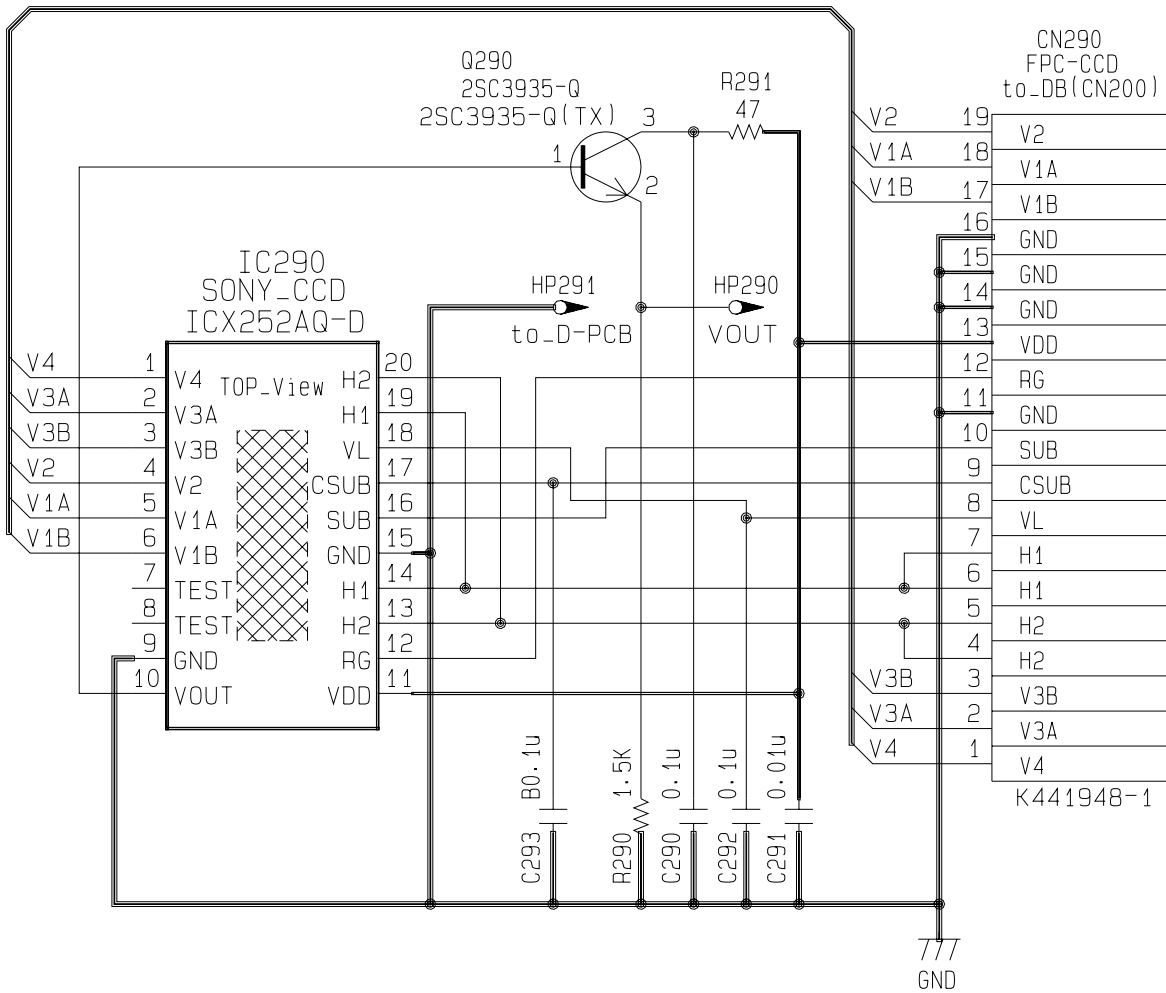 Q290
2SC3935-Q
2SC3935-Q(TX)
1
3
2
R291
47
CN290
FPC-CCD
to_DB(CN200)
V2 19 V2
V1A 18 V1A
V1B 17 V1B
16 GND
15 GND
14 GND
13 VDD
12 RG
11 GND
10 SUB
9 CSUB
8 VL
7 H1
6 H1
5 H2
4 H2
V3B 3 V3B
V3A 2 V3A
V4 1 V4
K441948-1
HP291
to_D-PCB
HP290
VOUT
IC290
SONY_CCD
ICX252AQ-D
TOP_View
V4 1 V4
V3A 2 V3A
V3B 3 V3B
V2 4 V2
V1A 5 V1A
V1B 6 V1B
7 TEST
8 TEST
9 GND
10 VOUT
H2 20
H1 19
VL 18
CSUB 17
SUB 16
GND 15
H1 14
H2 13
RG 12
VDD 11
C293 B0.1u
R290 1.5K
C290 0.1u
C292 0.1u
C291 0.01u
GND